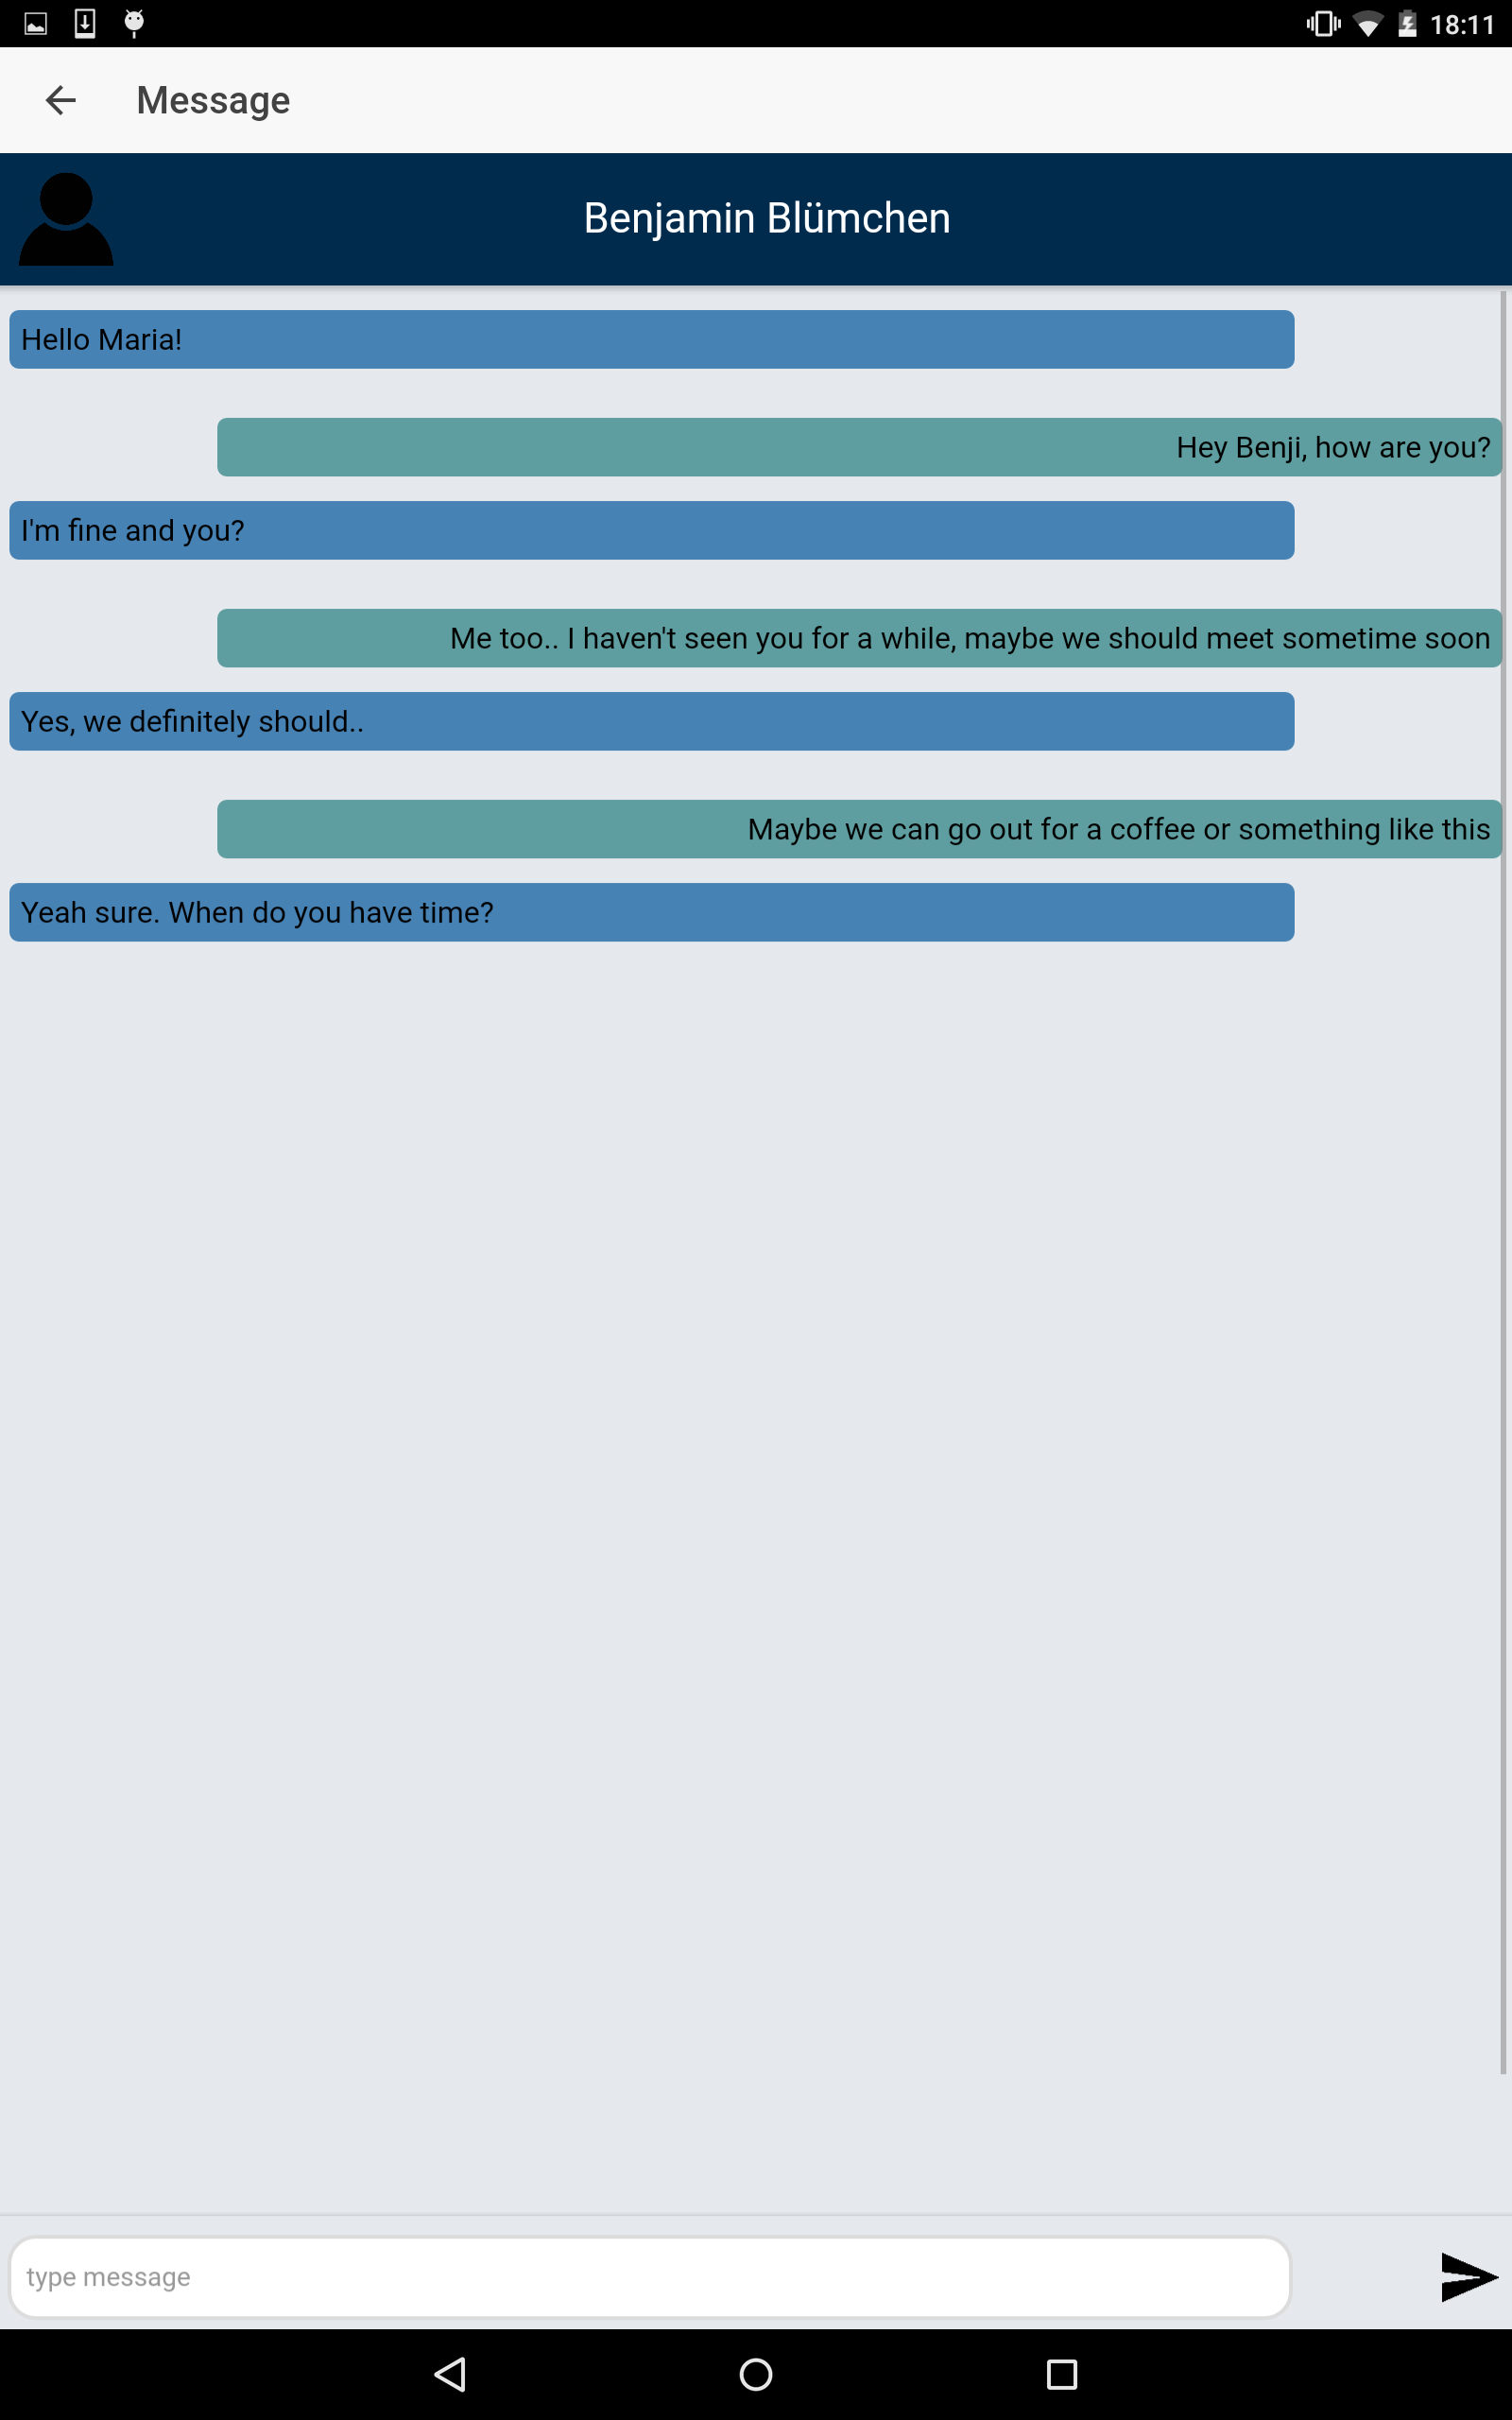 18:11
Message
Benjamin Blümchen
Hello Maria!
Hey Benji, how are you?
I'm fine and you?
Me too.. I haven't seen you for a while, maybe we should meet sometime soon
Yes, we definitely should..
Maybe we can go out for a coffee or something like this
Yeah sure. When do you have time?
type message